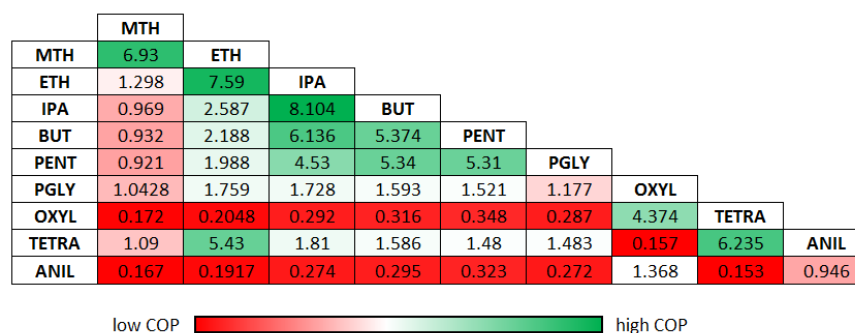 MTH
MTH 6.93 ETH
ETH 1.298 7.59 IPA
IPA 0.969 2.587 8.104 BUT
BUT 0.932 2.188 6.136 5.374 PENT
PENT 0.921 1.988 4.53 5.34 5.31 PGLY
PGLY 1.0428 1.759 1.728 1.593 1.521 1.177 OXYL
OXYL 0.172 0.2048 0.292 0.316 0.348 0.287 4.374 TETRA
TETRA 1.09 5.43 1.81 1.586 1.48 1.483 0.157 6.235 ANIL
ANIL 0.167 0.1917 0.274 0.295 0.323 0.272 1.368 0.153 0.946
low COP high COP